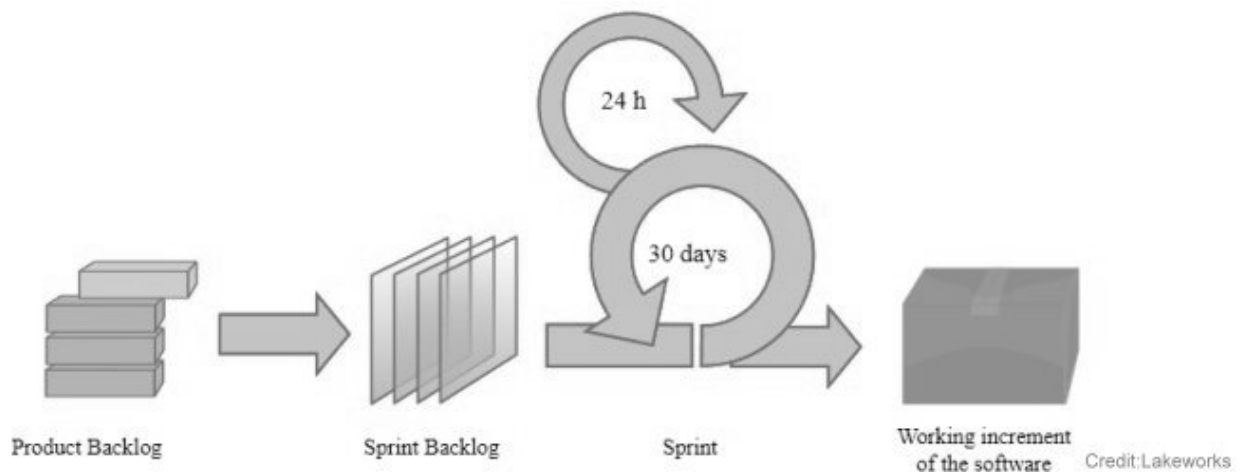 24 h
30 days
Product Backlog
Sprint Backlog
Sprint
Working increment
of the software
Credit:Lakeworks